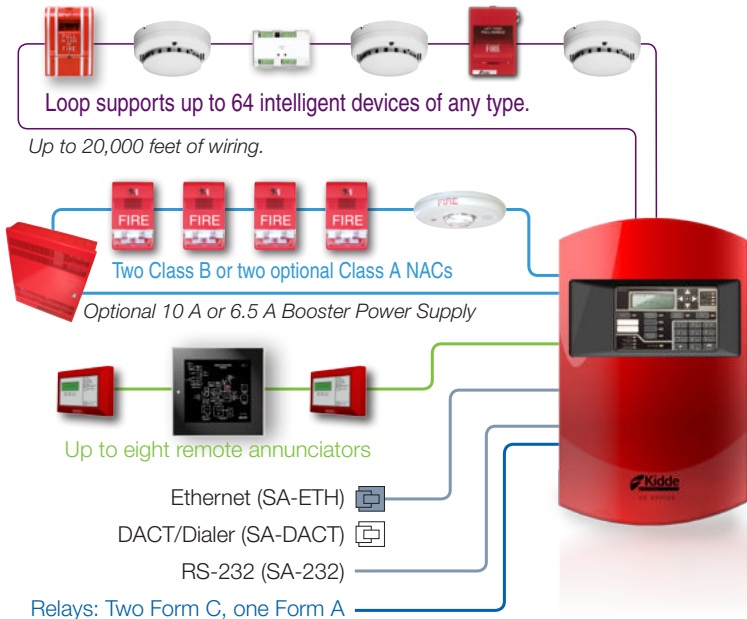 PULL
FIRE
FIRE
Loop supports up to 64 intelligent devices of any type.
Up to 20,000 feet of wiring.
FIRE
FIRE
FIRE
FIRE
FIRE
Two Class B or two optional Class A NACs
Optional 10 A or 6.5 A Booster Power Supply
Up to eight remote annunciators
Ethernet (SA-ETH)
DACT/Dialer (SA-DACT)
RS-232 (SA-232)
Relays: Two Form C, one Form A
Kidde